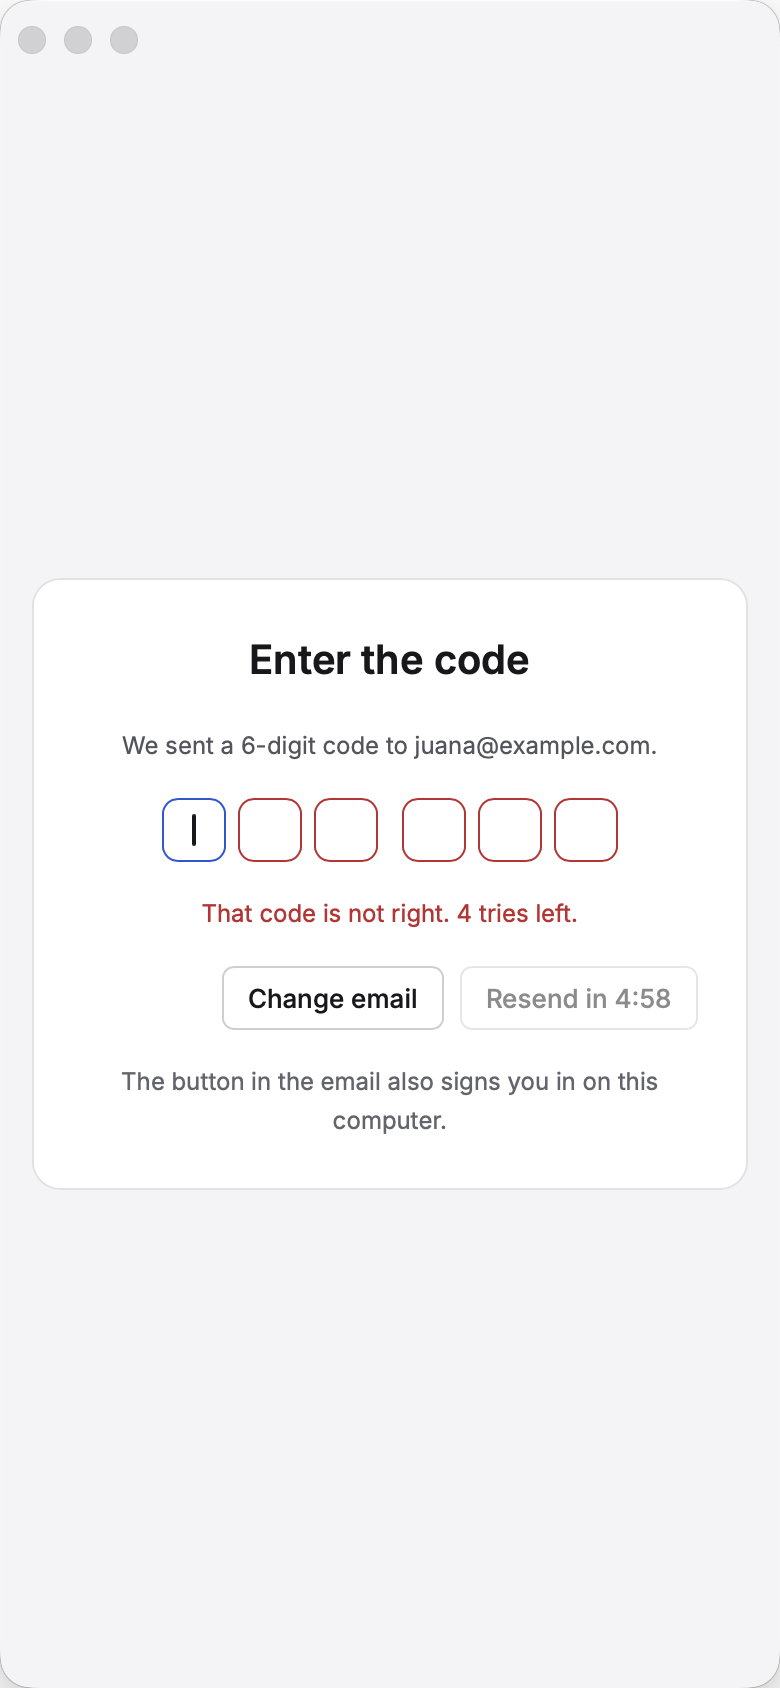 Enter the code
We sent a 6-digit code to juana@example.com.
That code is not right. 4 tries left.
Change email
Resend in 4:58
The button in the email also signs you in on this
computer.